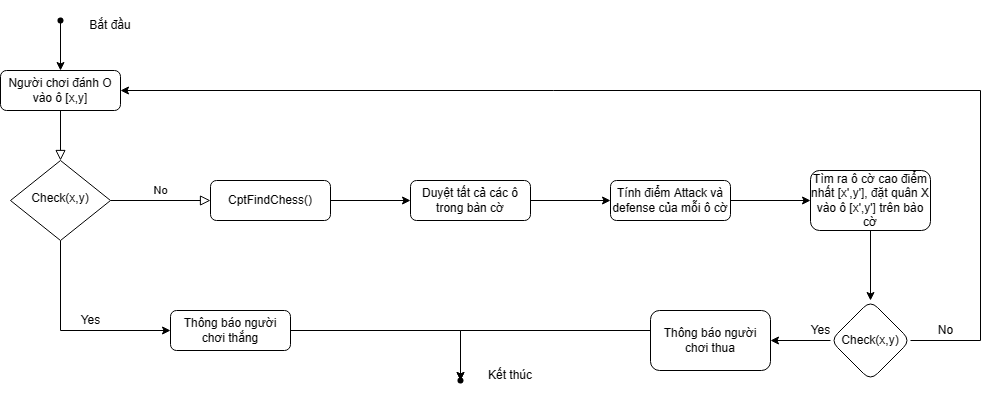 Bắt đầu
Người chơi đánh O
vào ô [x,y]
Check(x,y)
No
CptFindChess()
Duyệt tất cả các ô
trong bàn cờ
Tính điểm Attack và
defense của mỗi ô cờ
Tìm ra ô cờ cao điểm
nhất [x',y'], đặt quân X
vào ô [x',y'] trên bào
cờ
Yes
Thông báo người
chơi thắng
Thông báo người
chơi thua
Yes
Check(x,y)
No
Kết thúc